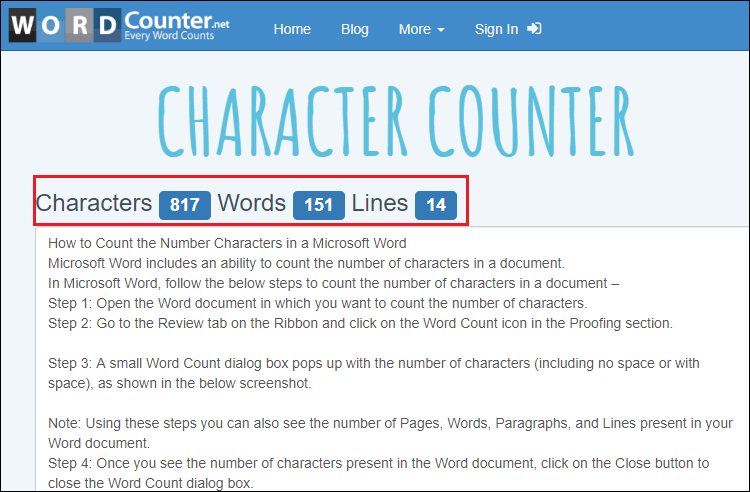 WORD Counter.net
Every Word Counts
Home Blog More Sign In
CHARACTER COUNTER
Characters 817 Words 151 Lines 14
How to Count the Number Characters in a Microsoft Word
Microsoft Word includes an ability to count the number of characters in a document.
In Microsoft Word, follow the below steps to count the number of characters in a document –
Step 1: Open the Word document in which you want to count the number of characters.
Step 2: Go to the Review tab on the Ribbon and click on the Word Count icon in the Proofing section.
Step 3: A small Word Count dialog box pops up with the number of characters (including no space or with
space), as shown in the below screenshot.
Note: Using these steps you can also see the number of Pages, Words, Paragraphs, and Lines present in your
Word document.
Step 4: Once you see the number of characters present in the Word document, click on the Close button to
close the Word Count dialog box.